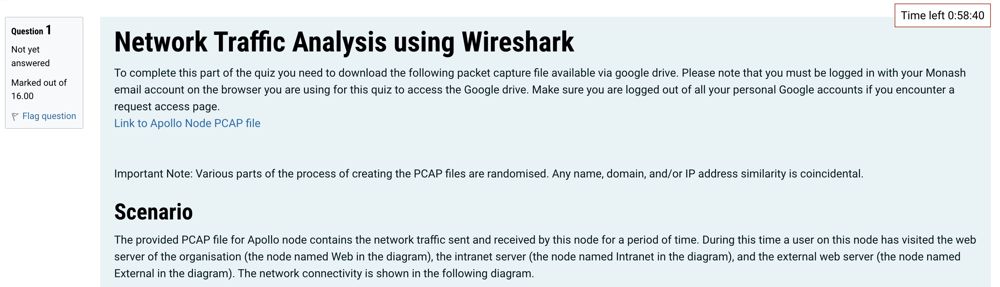 Time left 0:58:40
Question 1
Not yet
answered
Marked out of
16.00
Flag question
Network Traffic Analysis using Wireshark
To complete this part of the quiz you need to download the following packet capture file available via google drive. Please note that you must be logged in with your Monash
email account on the browser you are using for this quiz to access the Google drive. Make sure you are logged out of all your personal Google accounts if you encounter a
request access page.
Link to Apollo Node PCAP file
Important Note: Various parts of the process of creating the PCAP files are randomised. Any name, domain, and/or IP address similarity is coincidental.
Scenario
The provided PCAP file for Apollo node contains the network traffic sent and received by this node for a period of time. During this time a user on this node has visited the web
server of the organisation (the node named Web in the diagram), the intranet server (the node named Intranet in the diagram), and the external web server (the node named
External in the diagram). The network connectivity is shown in the following diagram.